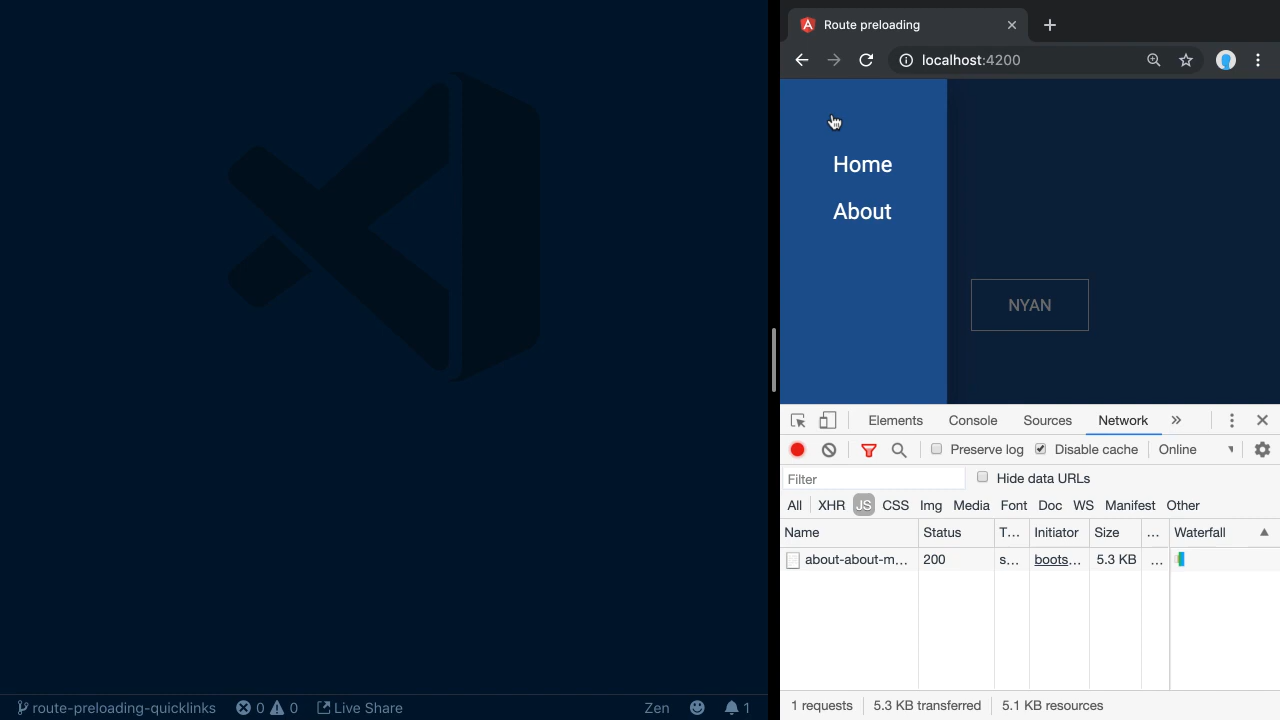 Route preloading
localhost:4200
Home
About
NYAN
Elements Console Sources Network
Preserve log Disable cache Online
Filter Hide data URLs
All XHR JS CSS Img Media Font Doc WS Manifest Other
Name Status T... Initiator Size ... Waterfall
about-about-m... 200 s... boots... 5.3 KB ...
1 requests 5.3 KB transferred 5.1 KB resources
route-preloading-quicklinks 0 0 Live Share Zen 1